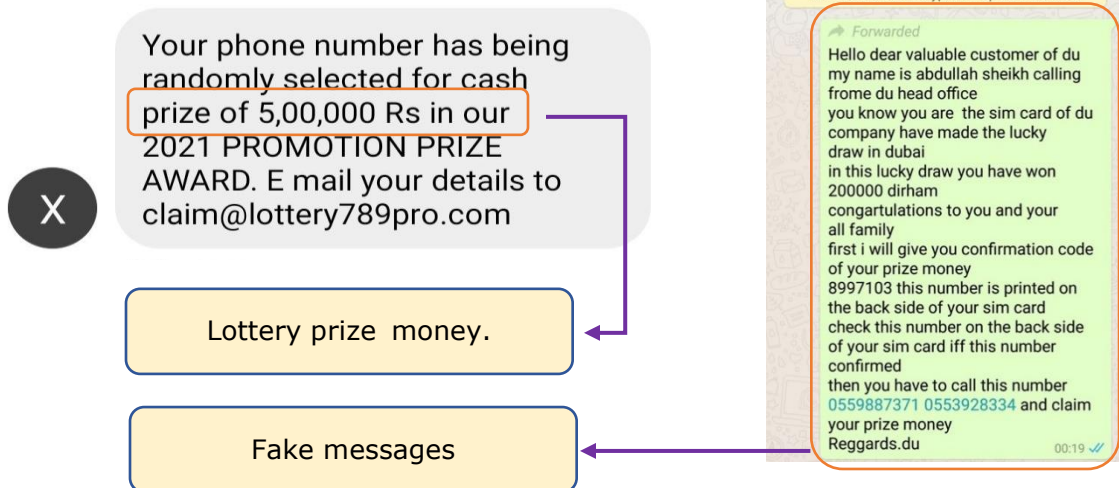 Your phone number has being
randomly selected for cash
prize of 5,00,000 Rs in our
2021 PROMOTION PRIZE
AWARD. E mail your details to
claim@lottery789pro.com
X
Lottery prize money.
Fake messages
Forwarded
Hello dear valuable customer of du
my name is abdullah sheikh calling
frome du head office
you know you are the sim card of du
company have made the lucky
draw in dubai
in this lucky draw you have won
200000 dirham
congartulations to you and your
all family
first i will give you confirmation code
of your prize money
8997103 this number is printed on
the back side of your sim card
check this number on the back side
of your sim card iff this number
confirmed
then you have to call this number
0559887371 0553928334 and claim
your prize money
Reggards.du
00:19